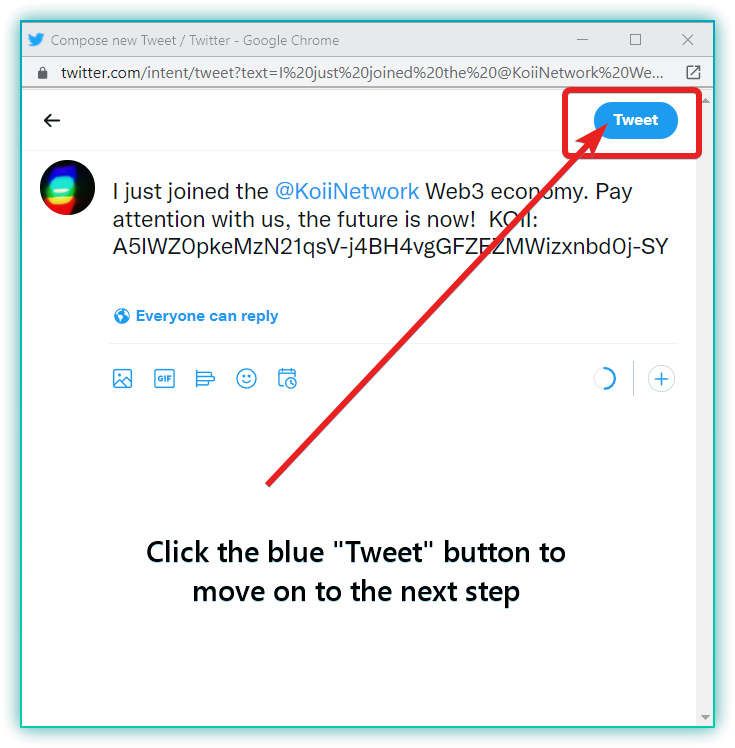 Compose new Tweet / Twitter - Google Chrome
twitter.com/intent/tweet?text=I%20just%20joined%20the%20@KoiiNetwork%20We...
Tweet
I just joined the @KoiiNetwork Web3 economy. Pay
attention with us, the future is now!  KOII:
A5lWZ0pkeMzN21qsV-j4BH4vgGFZEZMWizxnbd0j-SY
Everyone can reply
GIF
Click the blue "Tweet" button to
move on to the next step